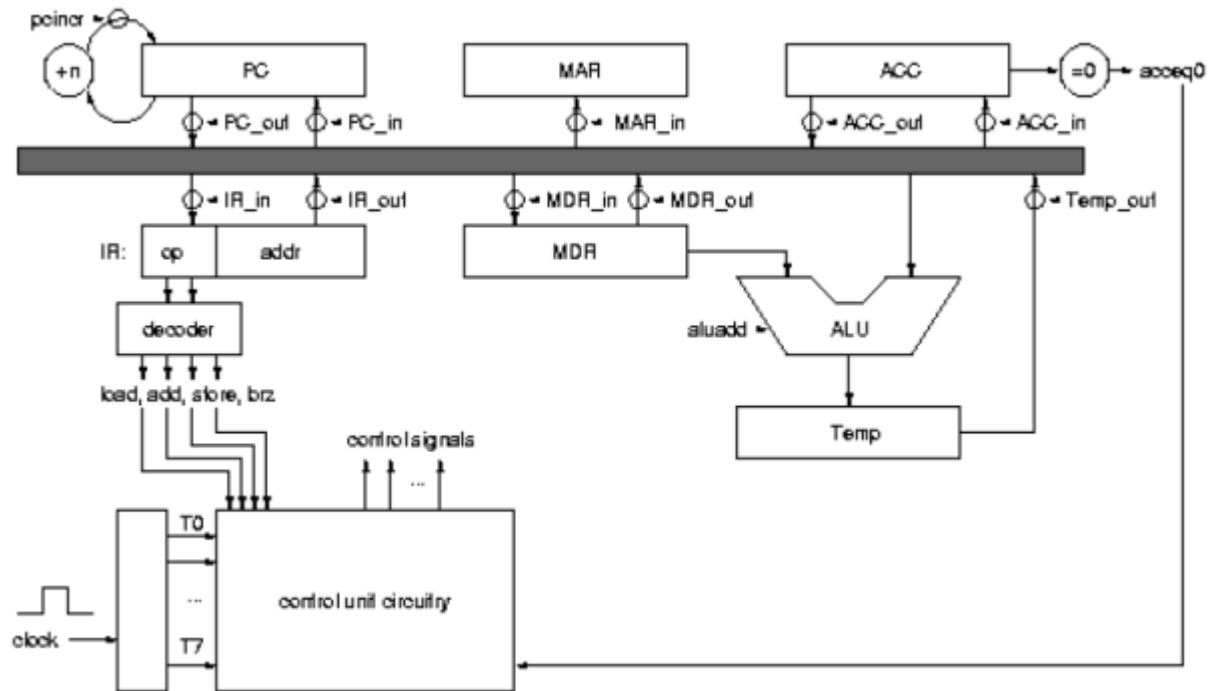 pcincr
+n
PC
MAR
ACC
=0
acceq0
PC_out
PC_in
MAR_in
ACC_out
ACC_in
IR_in
IR_out
MDR_in
MDR_out
Temp_out
IR:
op
addr
MDR
decoder
aluadd
ALU
load, add, store, brz
Temp
control signals
...
T0
...
control unit circuitry
clock
T7